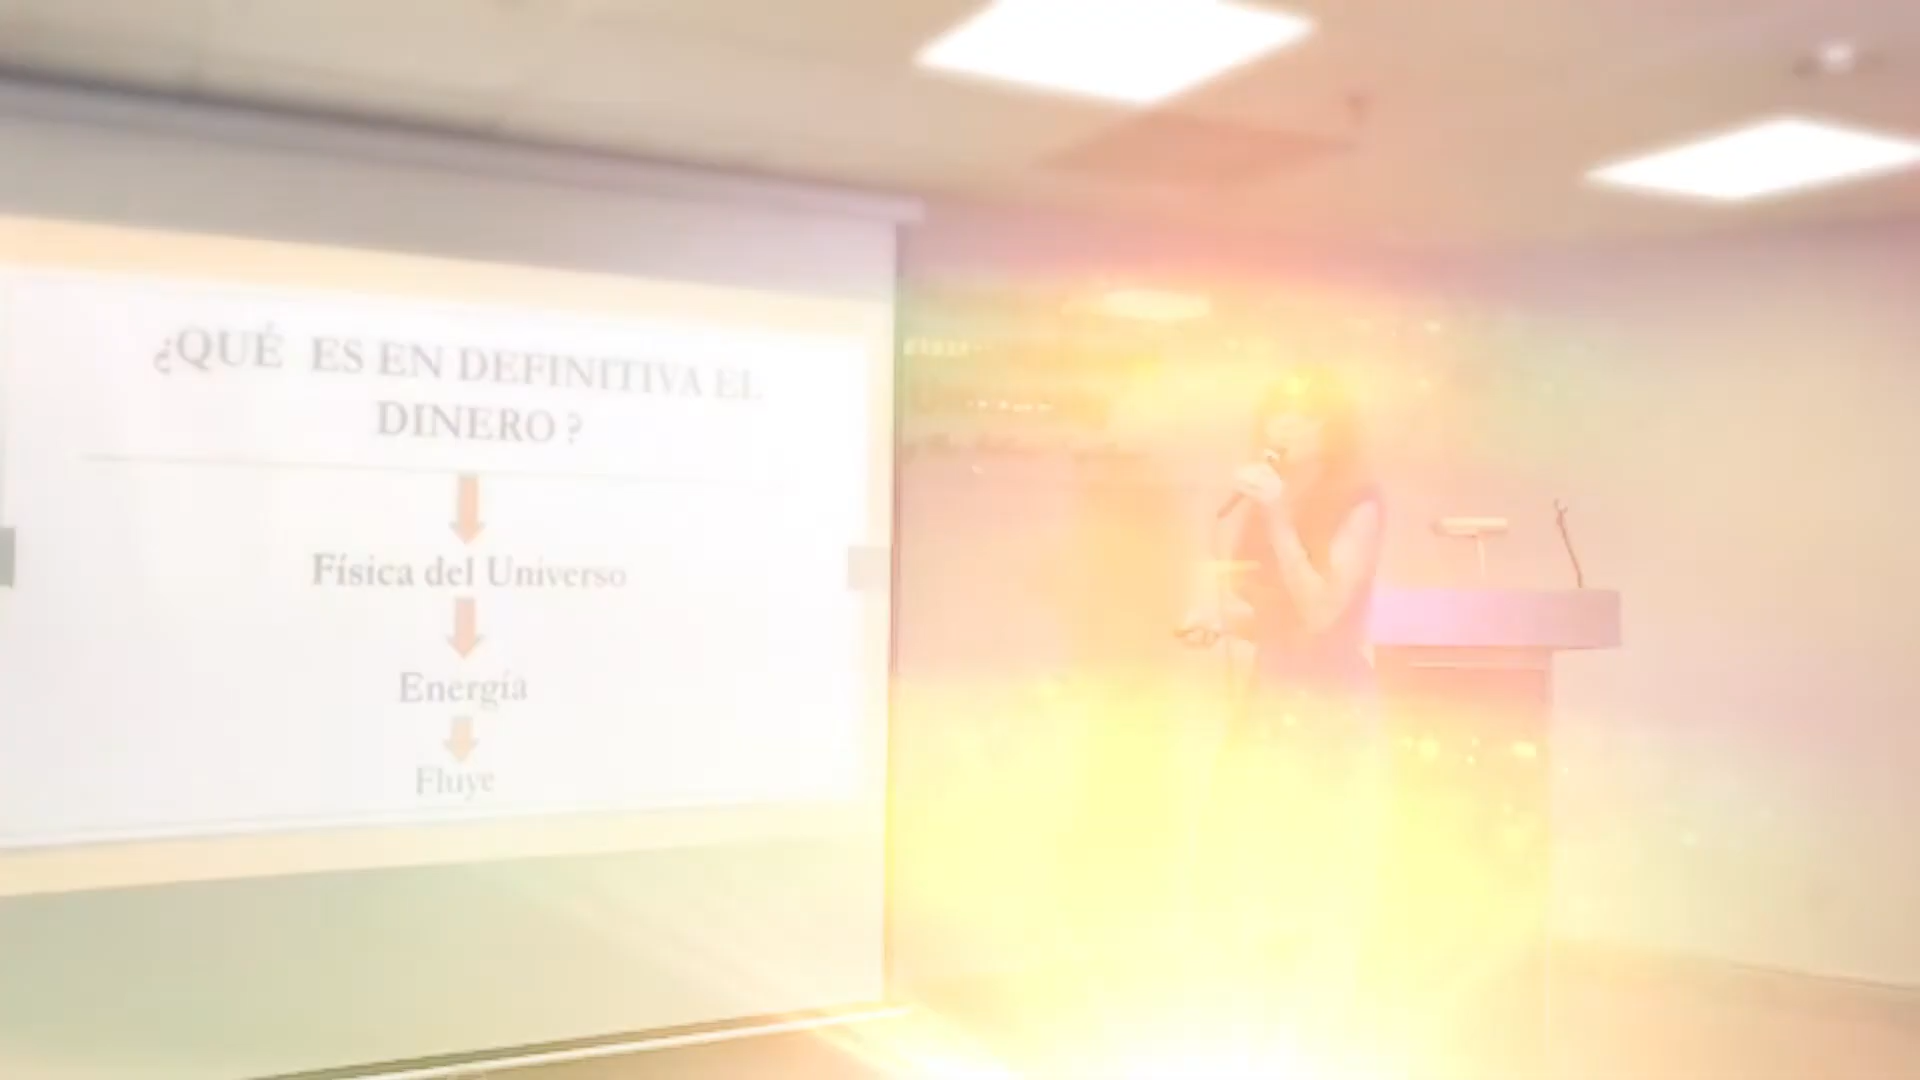 ¿QUÉ ES EN DEFINITIVA EL
DINERO ?
Física del Universo
Energía
Fluye